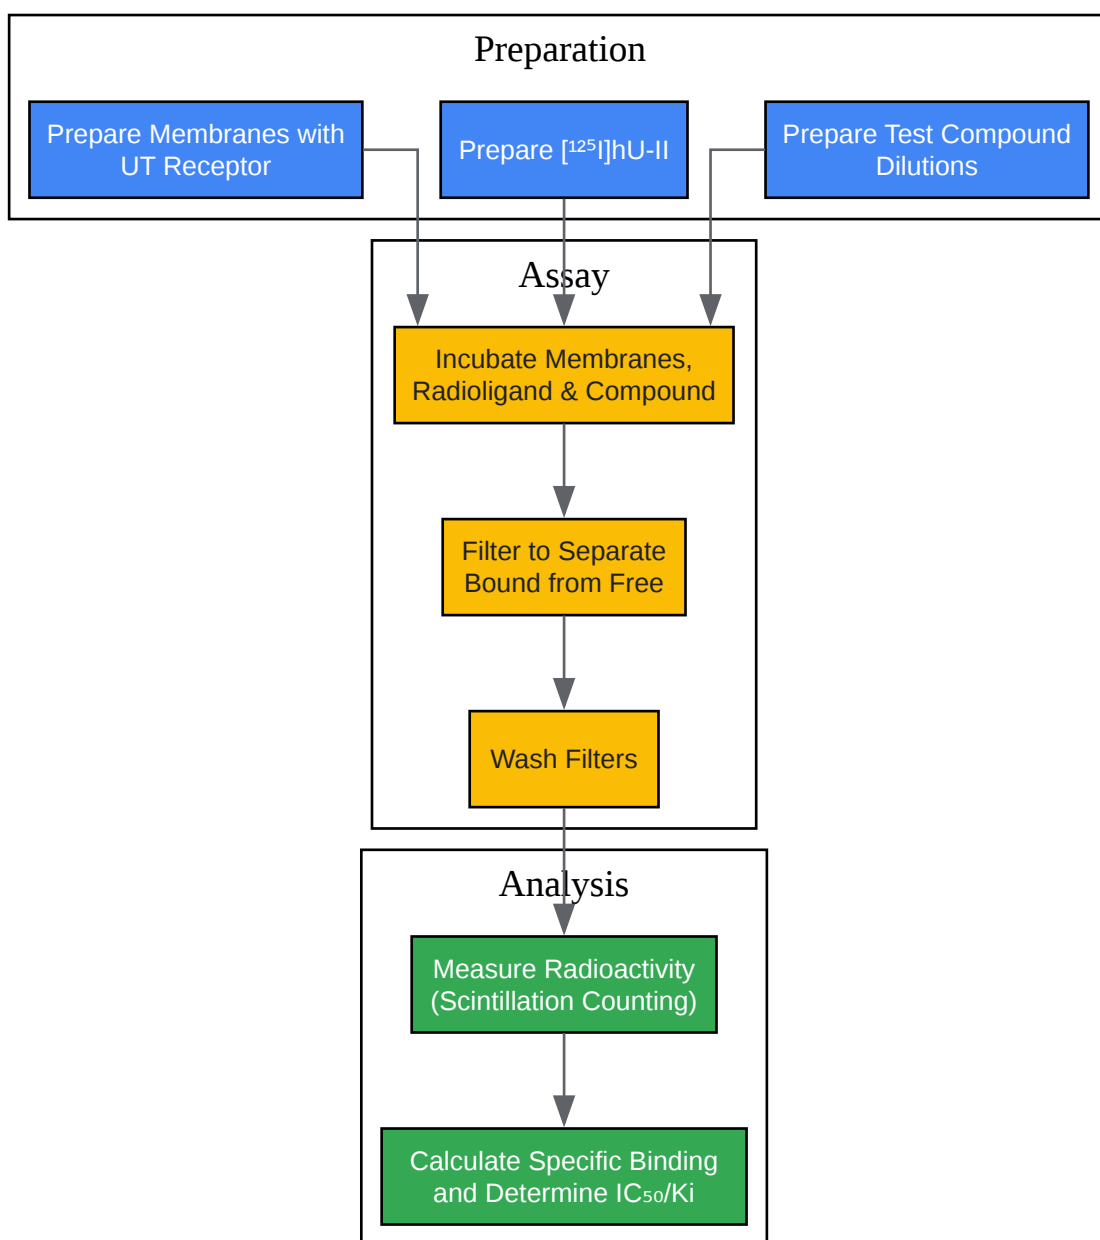 Preparation
Prepare Membranes with
UT Receptor
Prepare [¹²⁵I]hU-II
Prepare Test Compound
Dilutions
Assay
Incubate Membranes,
Radioligand & Compound
Filter to Separate
Bound from Free
Wash Filters
Analysis
Measure Radioactivity
(Scintillation Counting)
Calculate Specific Binding
and Determine IC₅₀/Ki